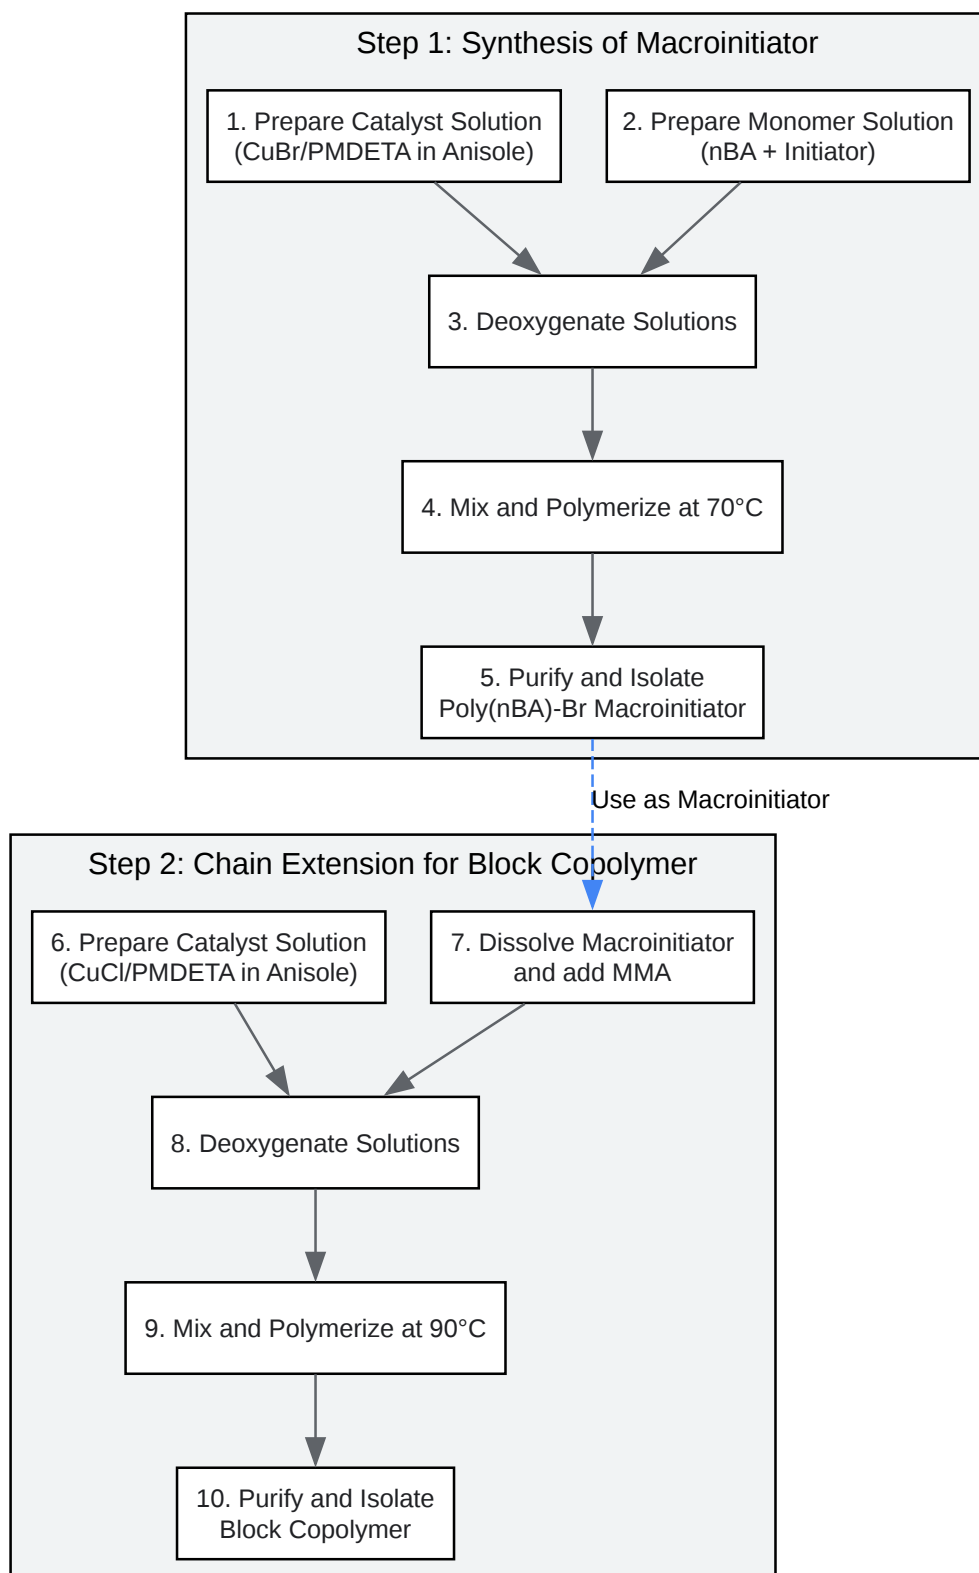 Step 1: Synthesis of Macroinitiator
1. Prepare Catalyst Solution
(CuBr/PMDETA in Anisole)
2. Prepare Monomer Solution
(nBA + Initiator)
3. Deoxygenate Solutions
4. Mix and Polymerize at 70°C
5. Purify and Isolate
Poly(nBA)-Br Macroinitiator
Use as Macroinitiator
Step 2: Chain Extension for Block Copolymer
6. Prepare Catalyst Solution
(CuCl/PMDETA in Anisole)
7. Dissolve Macroinitiator
and add MMA
8. Deoxygenate Solutions
9. Mix and Polymerize at 90°C
10. Purify and Isolate
Block Copolymer